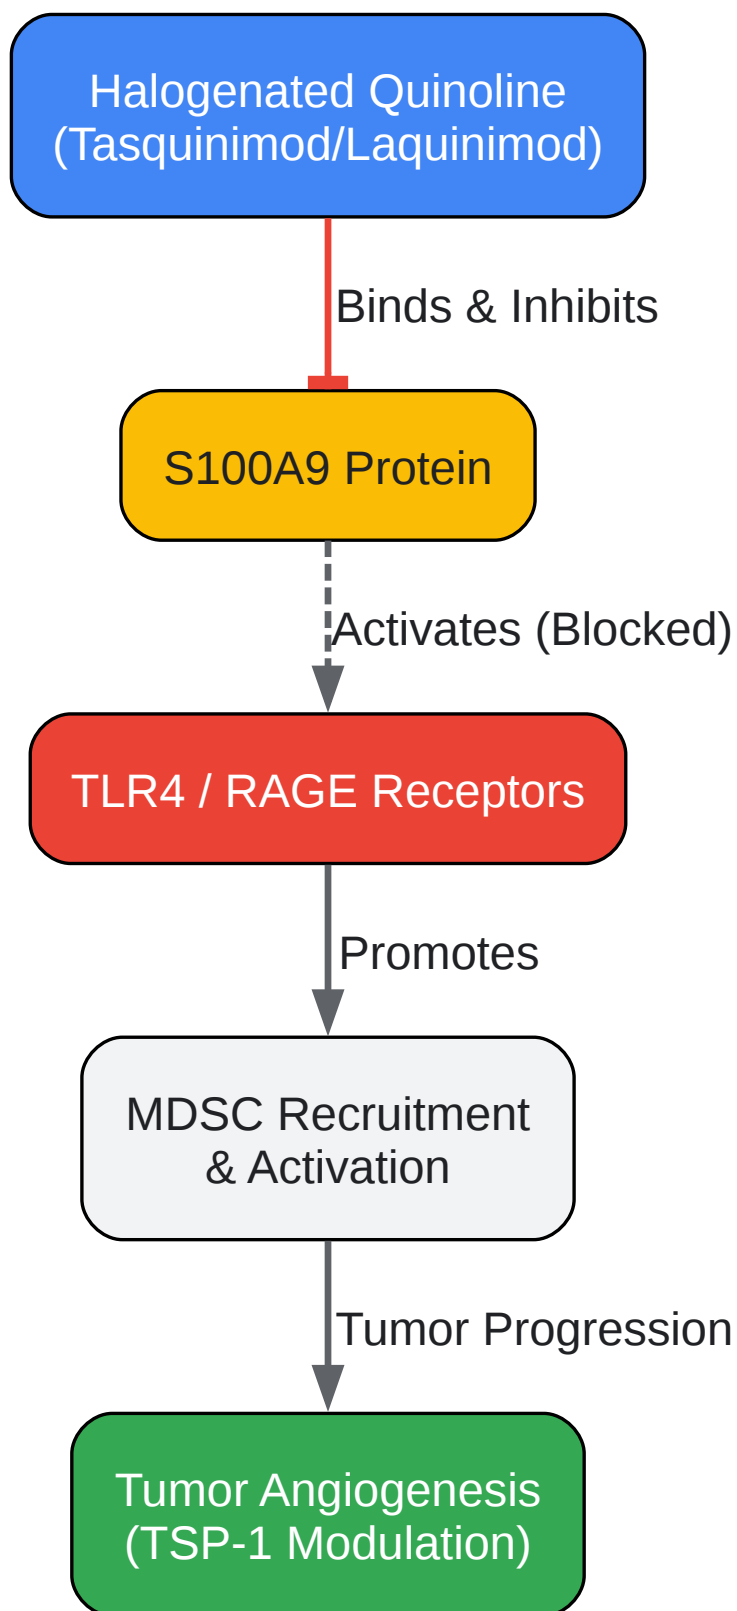 Halogenated Quinoline
(Tasquinimod/Laquinimod)
Binds & Inhibits
S100A9 Protein
Activates (Blocked)
TLR4 / RAGE Receptors
Promotes
MDSC Recruitment
& Activation
Tumor Progression
Tumor Angiogenesis
(TSP-1 Modulation)